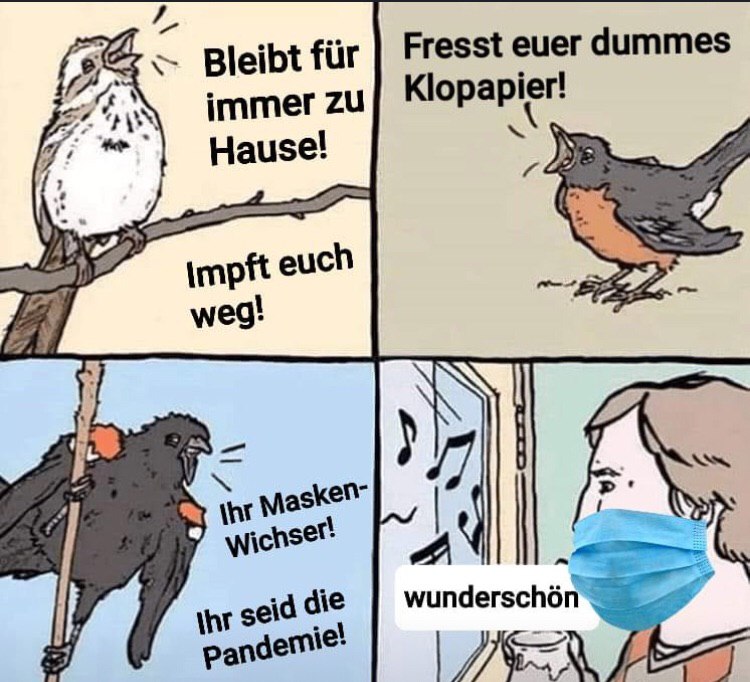 Bleibt für
immer zu
Hause!
Impft euch
weg!
Fresst euer dummes
Klopapier!
Ihr Masken-
Wichser!
Ihr seid die
Pandemie!
wunderschön